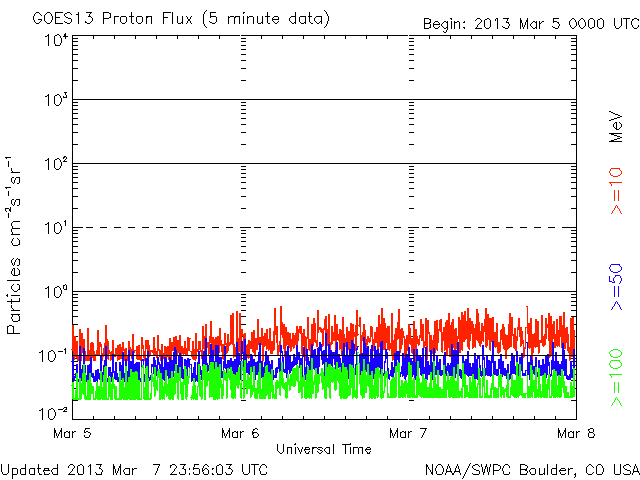 GOES13 Proton Flux (5 minute data)
Begin: 2013 Mar 5 0000 UTC
10⁴
10³
10²
10¹
10⁰
10⁻¹
10⁻²
Particles cm⁻²s⁻¹sr⁻¹
MeV
>=10
>=50
>=100
Mar 5 Mar 6 Mar 7 Mar 8
Universal Time
Updated 2013 Mar 7 23:56:03 UTC
NOAA/SWPC Boulder, CO USA